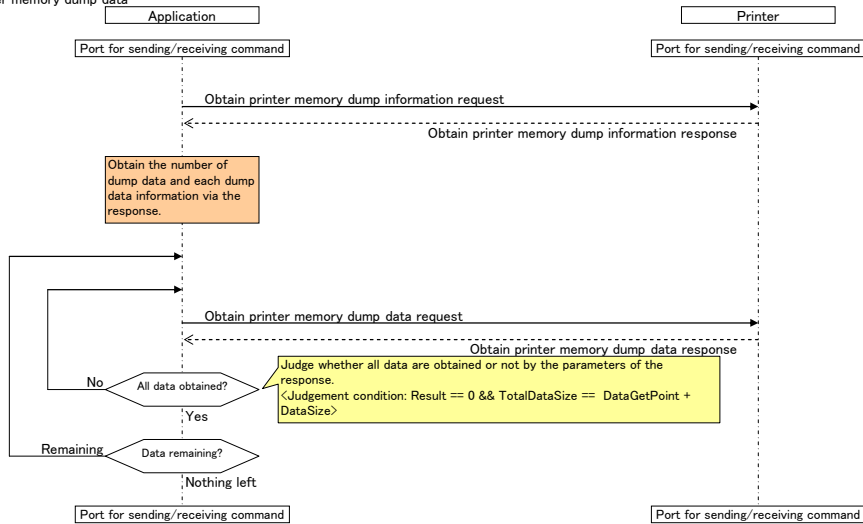 memory dump data
Application
Printer
Port for sending/receiving command
Port for sending/receiving command
Obtain printer memory dump information request
Obtain printer memory dump information response
Obtain the number of
dump data and each dump
data information via the
response.
Obtain printer memory dump data request
Obtain printer memory dump data response
Judge whether all data are obtained or not by the parameters of the
response.
<Judgement condition: Result == 0 && TotalDataSize == DataGetPoint +
DataSize>
No
All data obtained?
Yes
Remaining
Data remaining?
Nothing left
Port for sending/receiving command
Port for sending/receiving command